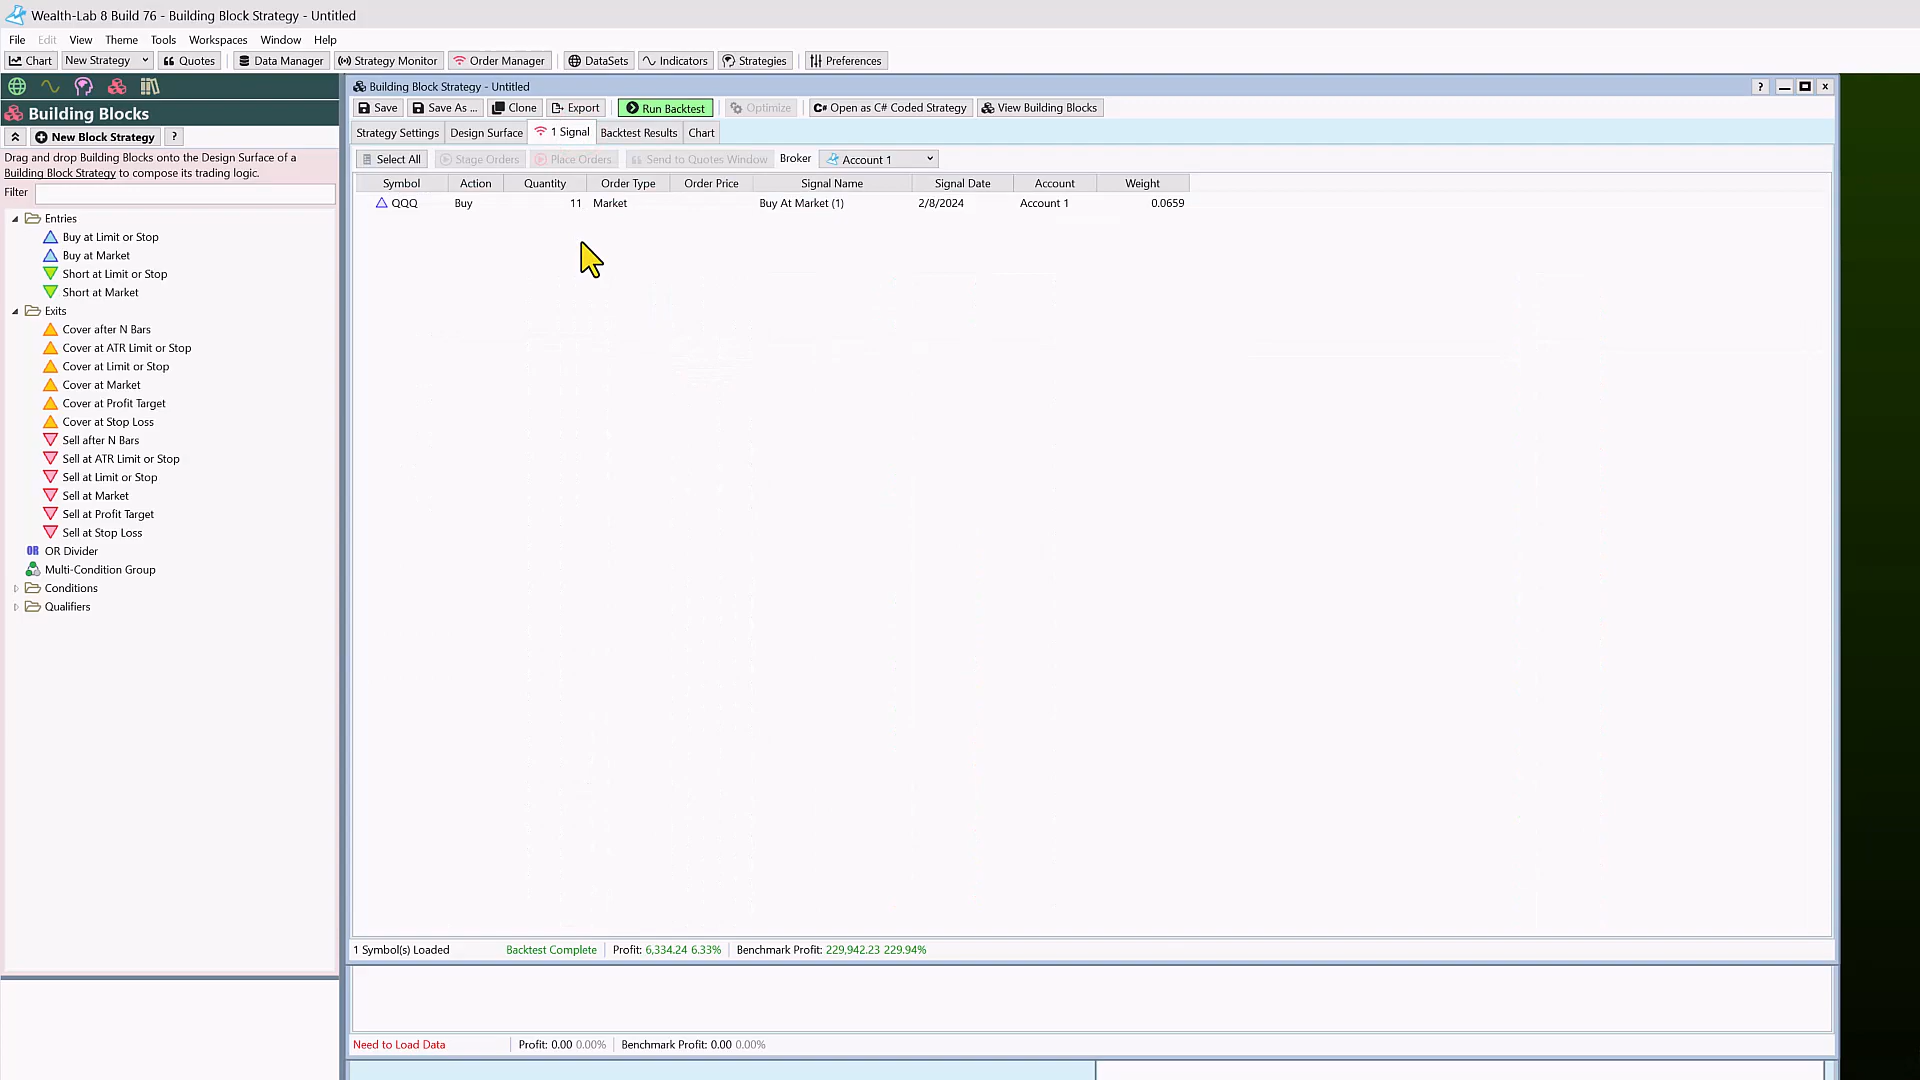 Wealth-Lab 8 Build 76 - Building Block Strategy - Untitled
File Edit View Theme Tools Workspaces Window Help
Chart New Strategy Quotes Data Manager Strategy Monitor Order Manager DataSets Indicators Strategies Preferences
Building Block Strategy - Untitled ? x
Save Save As ... Clone Export Run Backtest Optimize C# Open as C# Coded Strategy View Building Blocks
Strategy Settings Design Surface 1 Signal Backtest Results Chart
Select All Stage Orders Place Orders Send to Quotes Window Broker Account 1
Symbol Action Quantity Order Type Order Price Signal Name Signal Date Account Weight
QQQ Buy 11 Market Buy At Market (1) 2/8/2024 Account 1 0.0659
Building Blocks
New Block Strategy ?
Drag and drop Building Blocks onto the Design Surface of a
Building Block Strategy to compose its trading logic.
Filter
Entries
Buy at Limit or Stop
Buy at Market
Short at Limit or Stop
Short at Market
Exits
Cover after N Bars
Cover at ATR Limit or Stop
Cover at Limit or Stop
Cover at Market
Cover at Profit Target
Cover at Stop Loss
Sell after N Bars
Sell at ATR Limit or Stop
Sell at Limit or Stop
Sell at Market
Sell at Profit Target
Sell at Stop Loss
OR OR Divider
Multi-Condition Group
Conditions
Qualifiers
1 Symbol(s) Loaded Backtest Complete Profit: 6,334.24 6.33% Benchmark Profit: 229,942.23 229.94%
Need to Load Data Profit: 0.00 0.00% Benchmark Profit: 0.00 0.00%